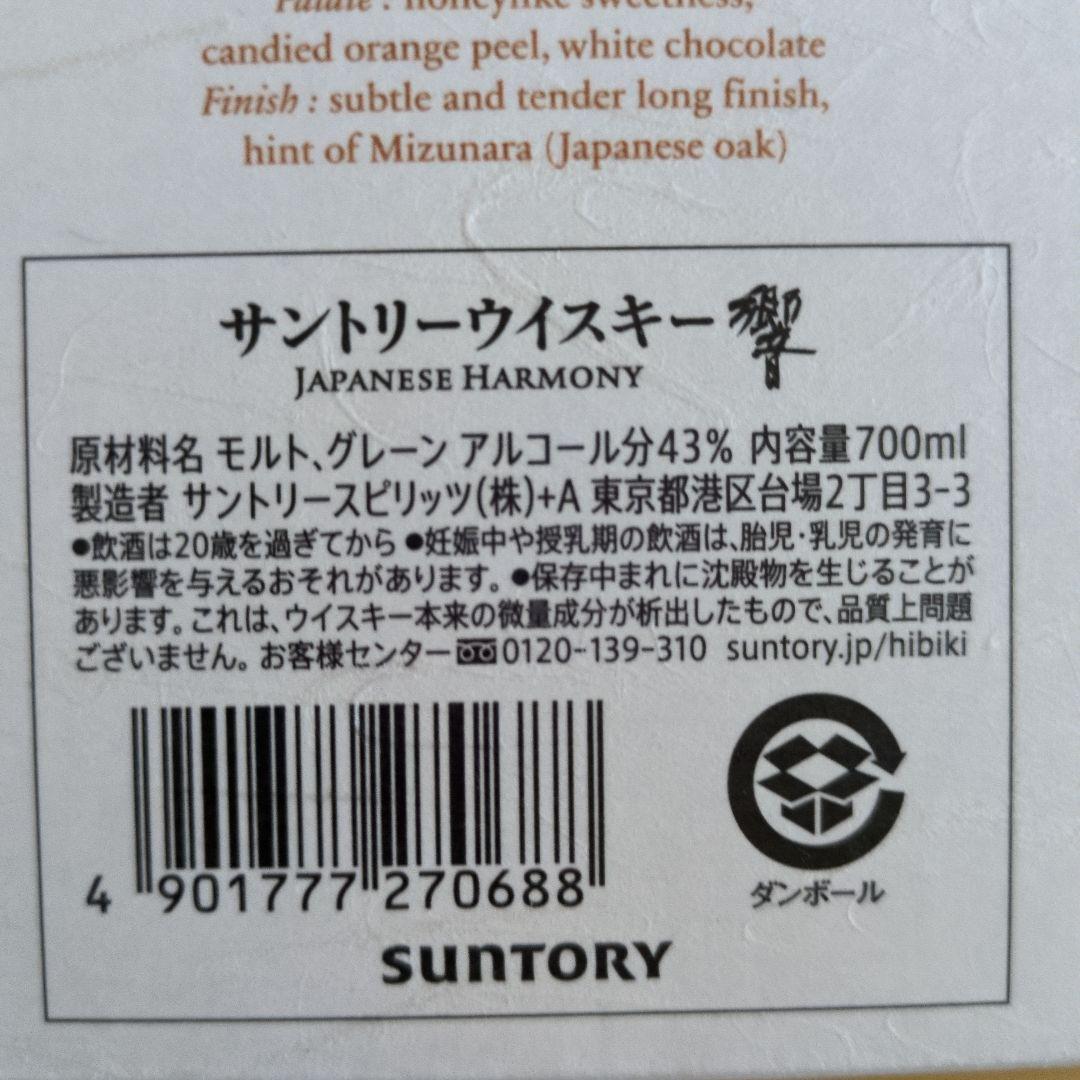 Palate : honeylike sweetness,
candied orange peel, white chocolate
Finish : subtle and tender long finish,
hint of Mizunara (Japanese oak)
サントリーウイスキー 響
JAPANESE HARMONY
原材料名 モルト、グレーン アルコール分43% 内容量700ml
製造者 サントリースピリッツ(株)+A 東京都港区台場2丁目3-3
●飲酒は20歳を過ぎてから ●妊娠中や授乳期の飲酒は、胎児・乳児の発育に
悪影響を与えるおそれがあります。●保存中まれに沈殿物を生じることが
あります。これは、ウイスキー本来の微量成分が析出したもので、品質上問題
ございません。お客様センター 0120-139-310 suntory.jp/hibiki
4 901777 270688
ダンボール
SUNTORY